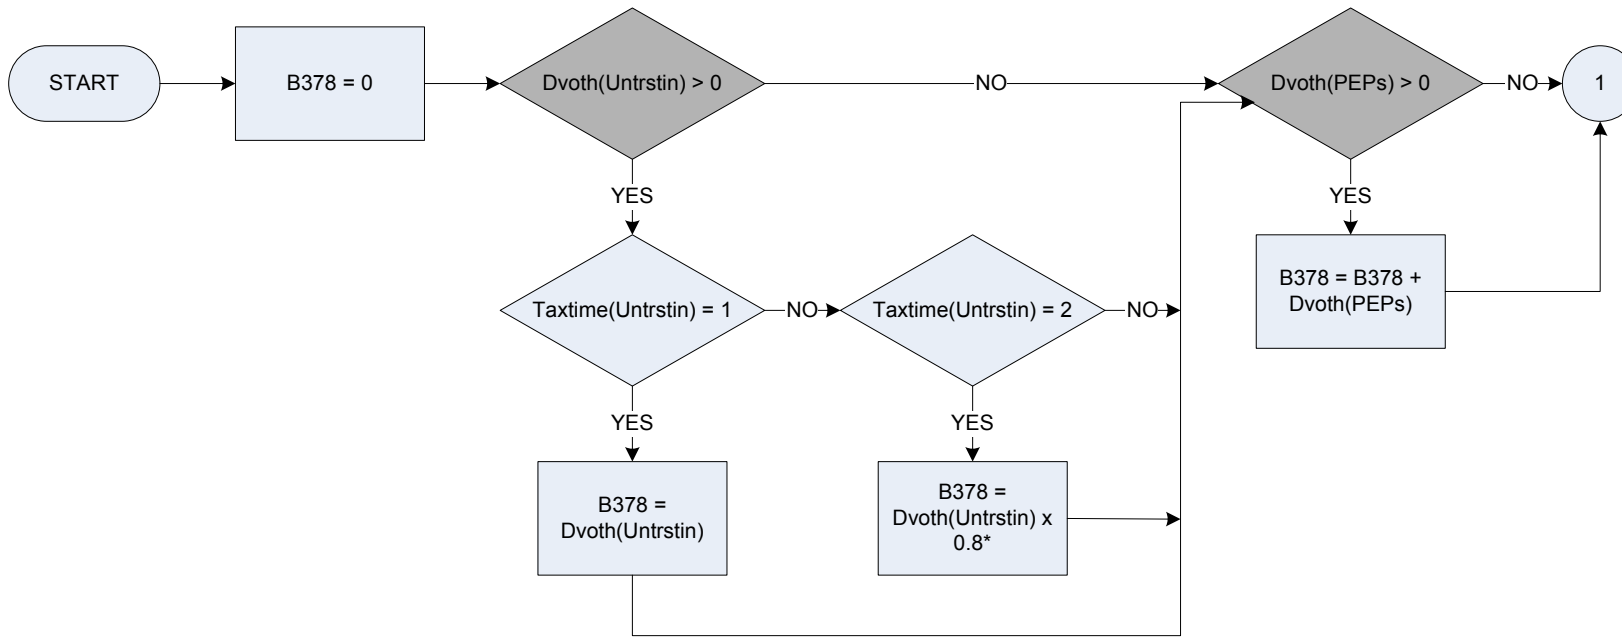 START
B378 = 0
Dvoth(Untrstin) > 0
NO
Dvoth(PEPs) > 0
NO
1
YES
YES
Taxtime(Untrstin) = 1
NO
Taxtime(Untrstin) = 2
NO
B378 = B378 +
Dvoth(PEPs)
YES
YES
B378 =
Dvoth(Untrstin)
B378 =
Dvoth(Untrstin) x
0.8*